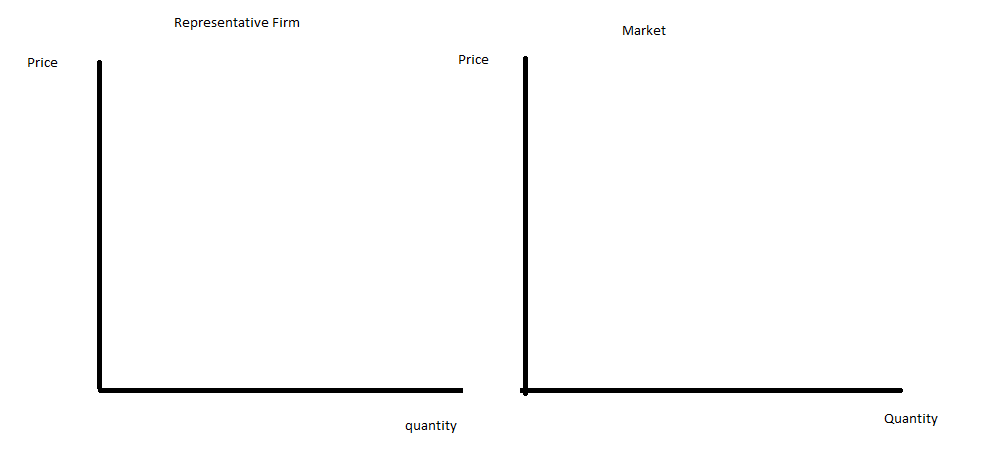 Representative Firm
Market
Price
Price
quantity
Quantity